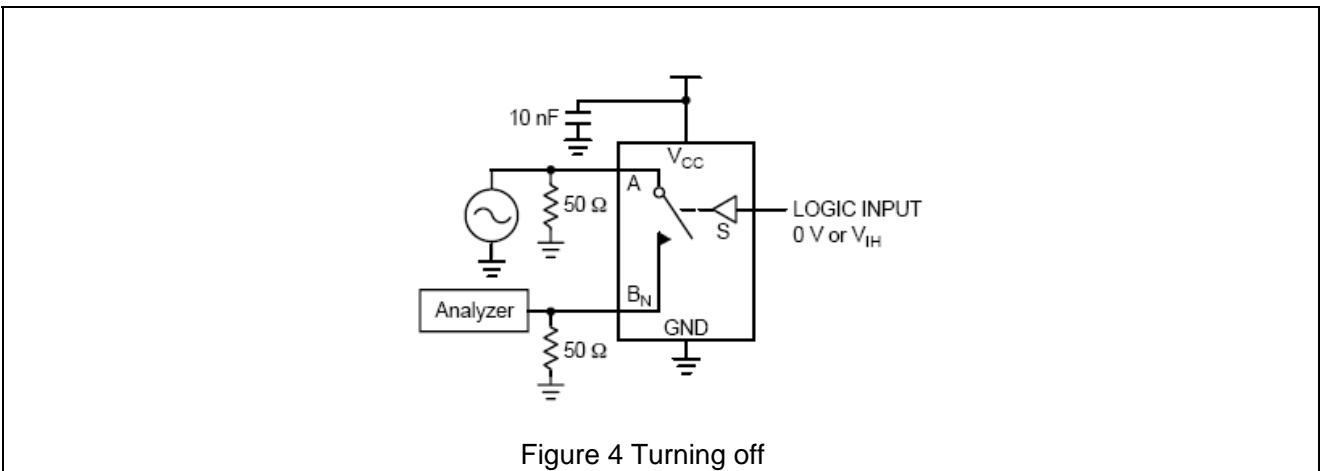 10 nF
V_CC
A
50 Ω
S
LOGIC INPUT
0 V or V_IH
B_N
Analyzer
GND
50 Ω
Figure 4 Turning off